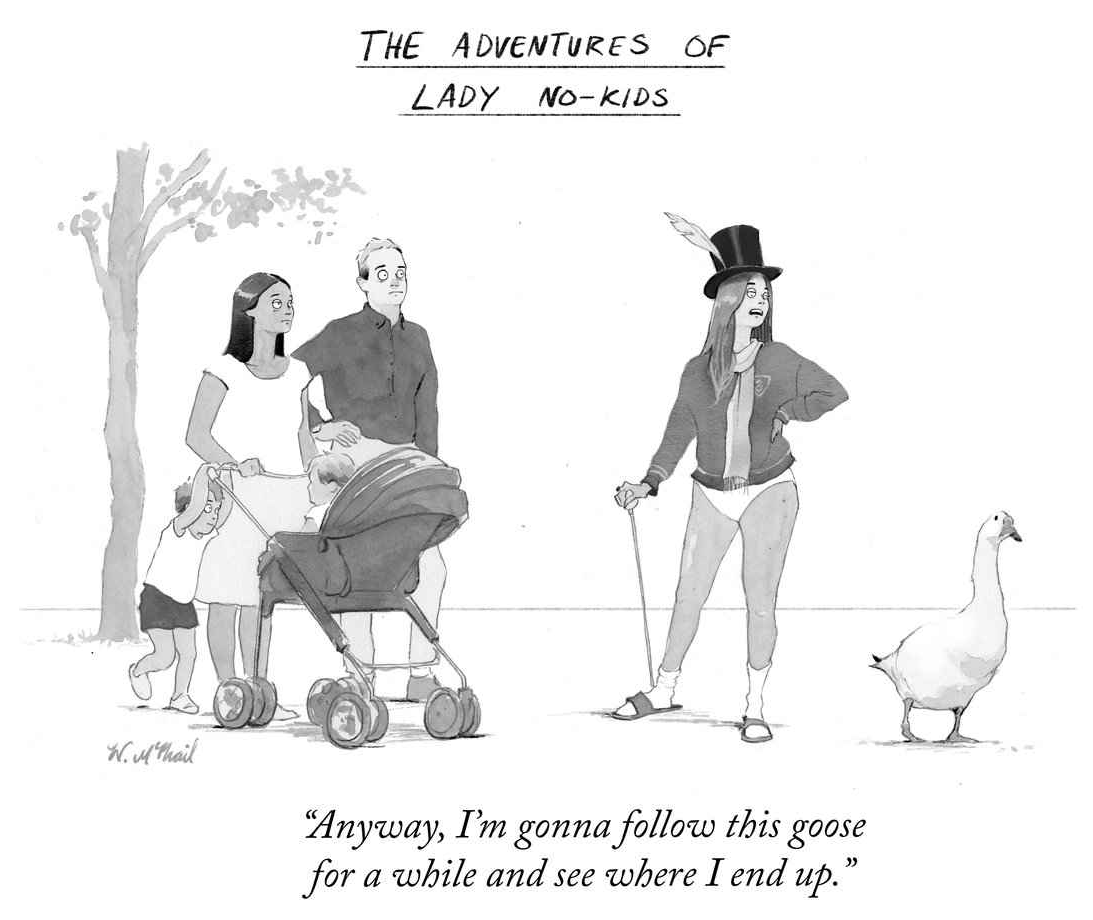 THE ADVENTURES OF
LADY NO-KIDS
W. McPhail
“Anyway, I’m gonna follow this goose
for a while and see where I end up.”